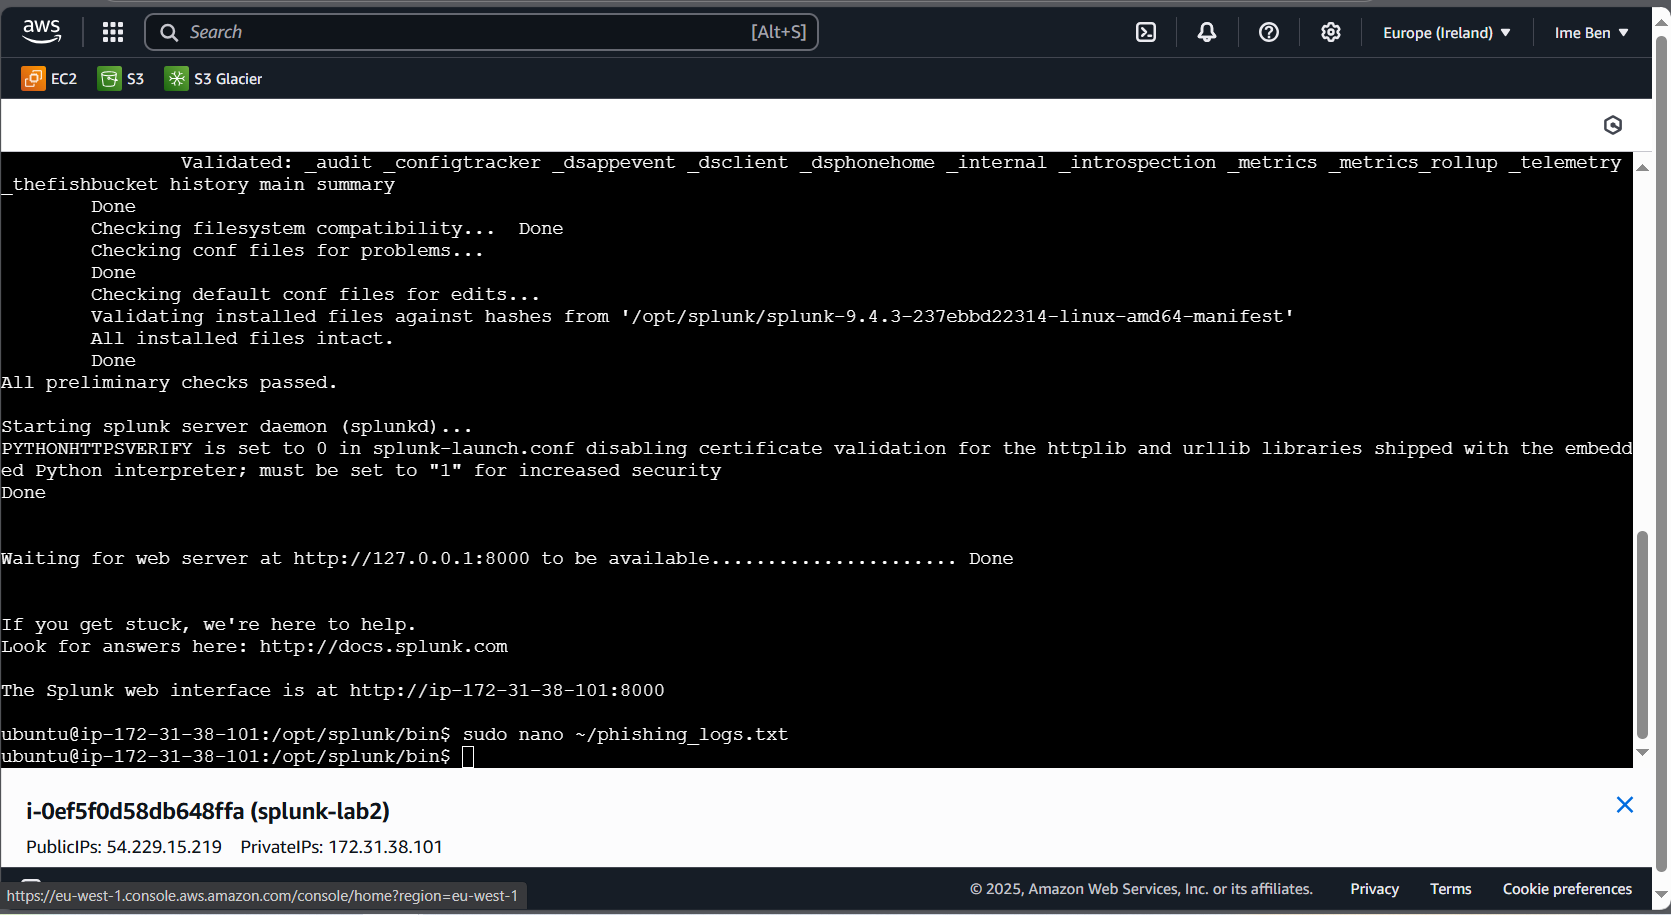 aws
Search
[Alt+S]
Europe (Ireland) ▼
Ime Ben ▼
EC2
S3
S3 Glacier
Validated: _audit _configtracker _dsappevent _dsclient _dsphonehome _internal _introspection _metrics _metrics_rollup _telemetry
_thefishbucket history main summary
Done
Checking filesystem compatibility...  Done
Checking conf files for problems...
Done
Checking default conf files for edits...
Validating installed files against hashes from '/opt/splunk/splunk-9.4.3-237ebbd22314-linux-amd64-manifest'
All installed files intact.
Done
All preliminary checks passed.
Starting splunk server daemon (splunkd)...
PYTHONHTTPSVERIFY is set to 0 in splunk-launch.conf disabling certificate validation for the httplib and urllib libraries shipped with the embedd
ed Python interpreter; must be set to "1" for increased security
Done
Waiting for web server at http://127.0.0.1:8000 to be available...................... Done
If you get stuck, we're here to help.
Look for answers here: http://docs.splunk.com
The Splunk web interface is at http://ip-172-31-38-101:8000
ubuntu@ip-172-31-38-101:/opt/splunk/bin$ sudo nano ~/phishing_logs.txt
ubuntu@ip-172-31-38-101:/opt/splunk/bin$
i-0ef5f0d58db648ffa (splunk-lab2)
PublicIPs: 54.229.15.219 PrivateIPs: 172.31.38.101
https://eu-west-1.console.aws.amazon.com/console/home?region=eu-west-1
© 2025, Amazon Web Services, Inc. or its affiliates.
Privacy
Terms
Cookie preferences